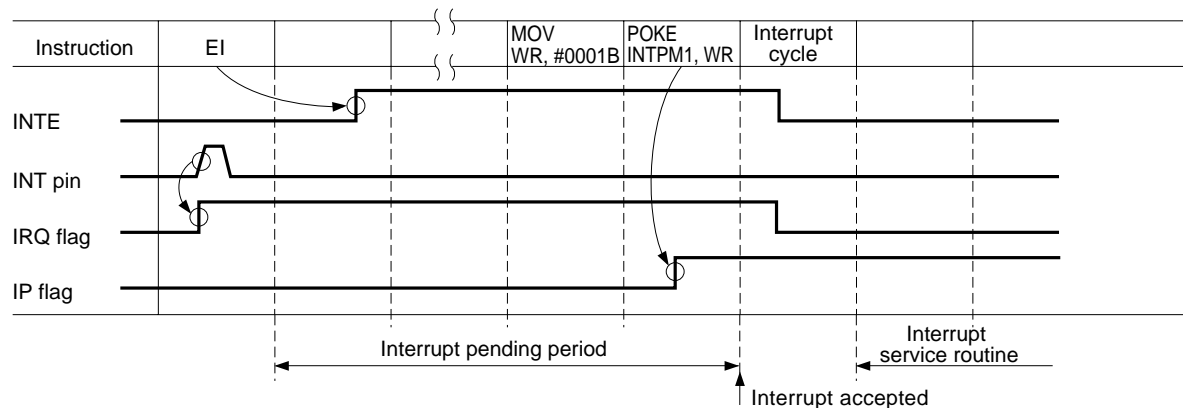 Instruction
EI
MOV
WR, #0001B
POKE
INTPM1, WR
Interrupt
cycle
INTE
INT pin
IRQ flag
IP flag
Interrupt pending period
Interrupt
service routine
Interrupt accepted